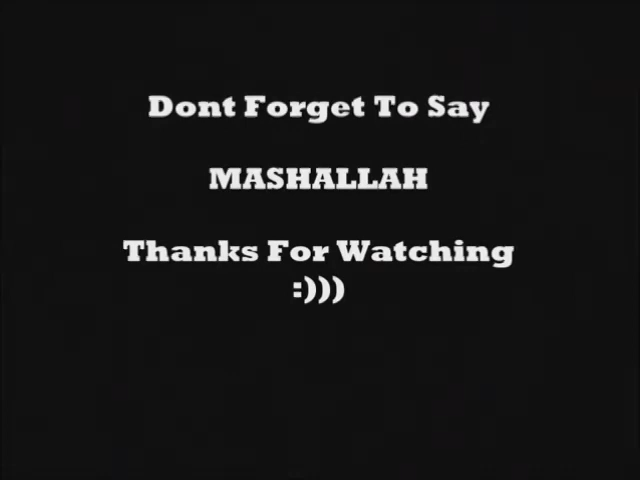 Dont Forget To Say
MASHALLAH
Thanks For Watching
:)))